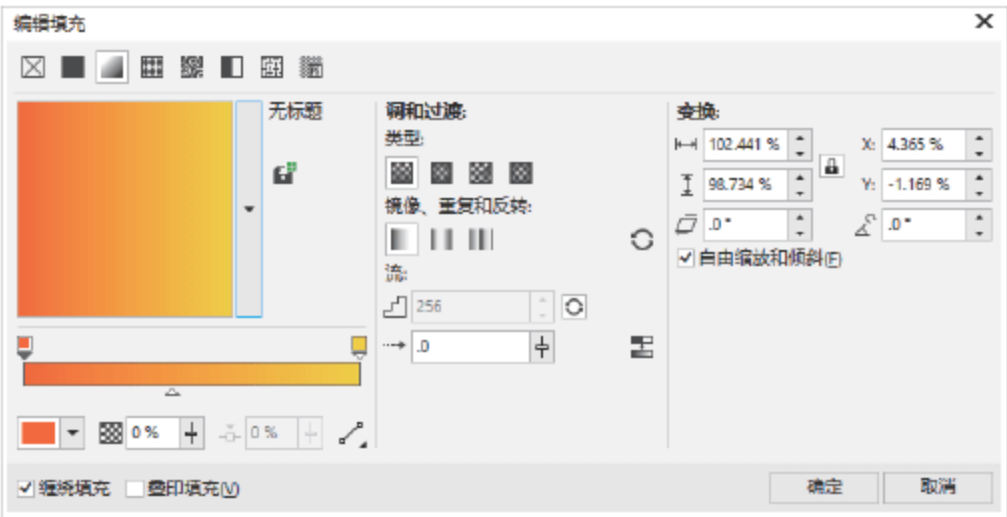 编辑填充
无标题
调和过渡:
类型:
镜像、重复和反转:
流:
256
.0
变换:
102.441 %
X: 4.365 %
98.734 %
Y: -1.169 %
.0 °
.0 °
自由缩放和倾斜(F)
0 %
0 %
缠绕填充
叠印填充(V)
确定
取消